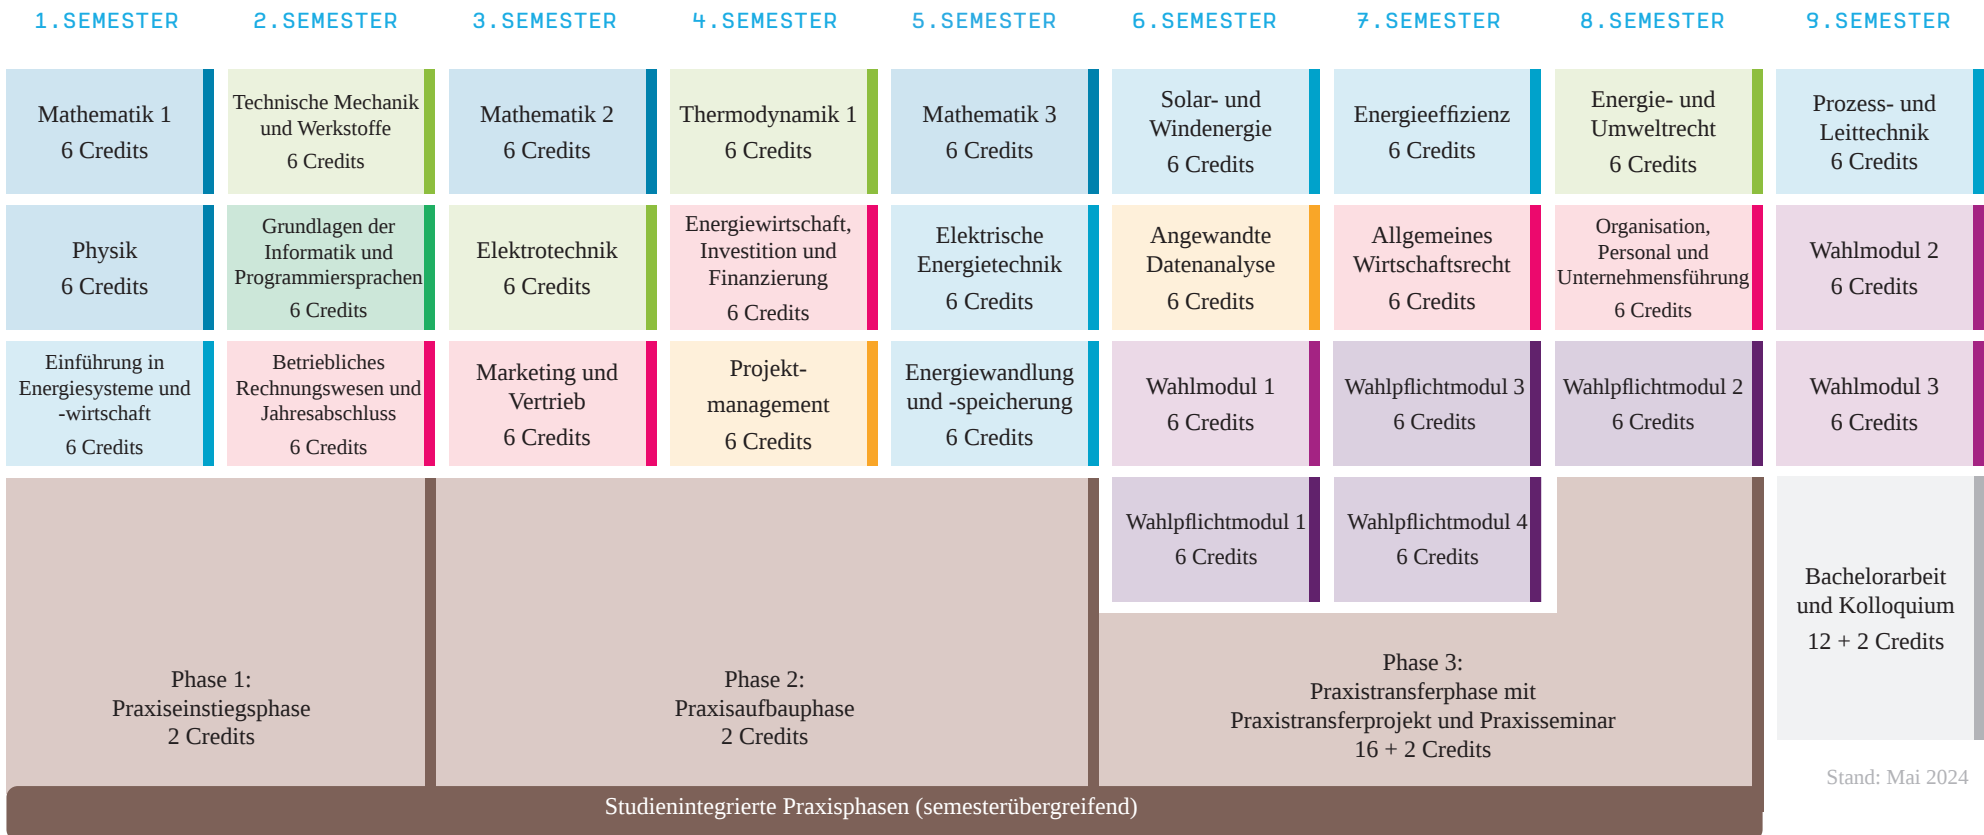 1.SEMESTER
2.SEMESTER
3.SEMESTER
4.SEMESTER
5.SEMESTER
6.SEMESTER
7.SEMESTER
8.SEMESTER
9.SEMESTER
Mathematik 1
6 Credits
Technische Mechanik
und Werkstoffe
6 Credits
Mathematik 2
6 Credits
Thermodynamik 1
6 Credits
Mathematik 3
6 Credits
Solar- und
Windenergie
6 Credits
Energieeffizienz
6 Credits
Energie- und
Umweltrecht
6 Credits
Prozess- und
Leittechnik
6 Credits
Physik
6 Credits
Grundlagen der
Informatik und
Programmiersprachen
6 Credits
Elektrotechnik
6 Credits
Energiewirtschaft,
Investition und
Finanzierung
6 Credits
Elektrische
Energietechnik
6 Credits
Angewandte
Datenanalyse
6 Credits
Allgemeines
Wirtschaftsrecht
6 Credits
Organisation,
Personal und
Unternehmensführung
6 Credits
Wahlmodul 2
6 Credits
Einführung in
Energiesysteme und
-wirtschaft
6 Credits
Betriebliches
Rechnungswesen und
Jahresabschluss
6 Credits
Marketing und
Vertrieb
6 Credits
Projekt-
management
6 Credits
Energiewandlung
und -speicherung
6 Credits
Wahlmodul 1
6 Credits
Wahlpflichtmodul 3
6 Credits
Wahlpflichtmodul 2
6 Credits
Wahlmodul 3
6 Credits
Wahlpflichtmodul 1
6 Credits
Wahlpflichtmodul 4
6 Credits
Bachelorarbeit
und Kolloquium
12 + 2 Credits
Phase 1:
Praxiseinstiegsphase
2 Credits
Phase 2:
Praxisaufbauphase
2 Credits
Phase 3:
Praxistransferphase mit
Praxistransferprojekt und Praxisseminar
16 + 2 Credits
Stand: Mai 2024
Studienintegrierte Praxisphasen (semesterübergreifend)